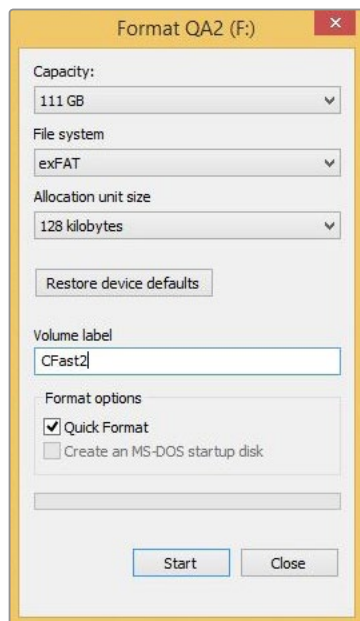 Format QA2 (F:)
Capacity:
111 GB
File system
exFAT
Allocation unit size
128 kilobytes
Restore device defaults
Volume label
CFast2
Format options
Quick Format
Create an MS-DOS startup disk
Start
Close